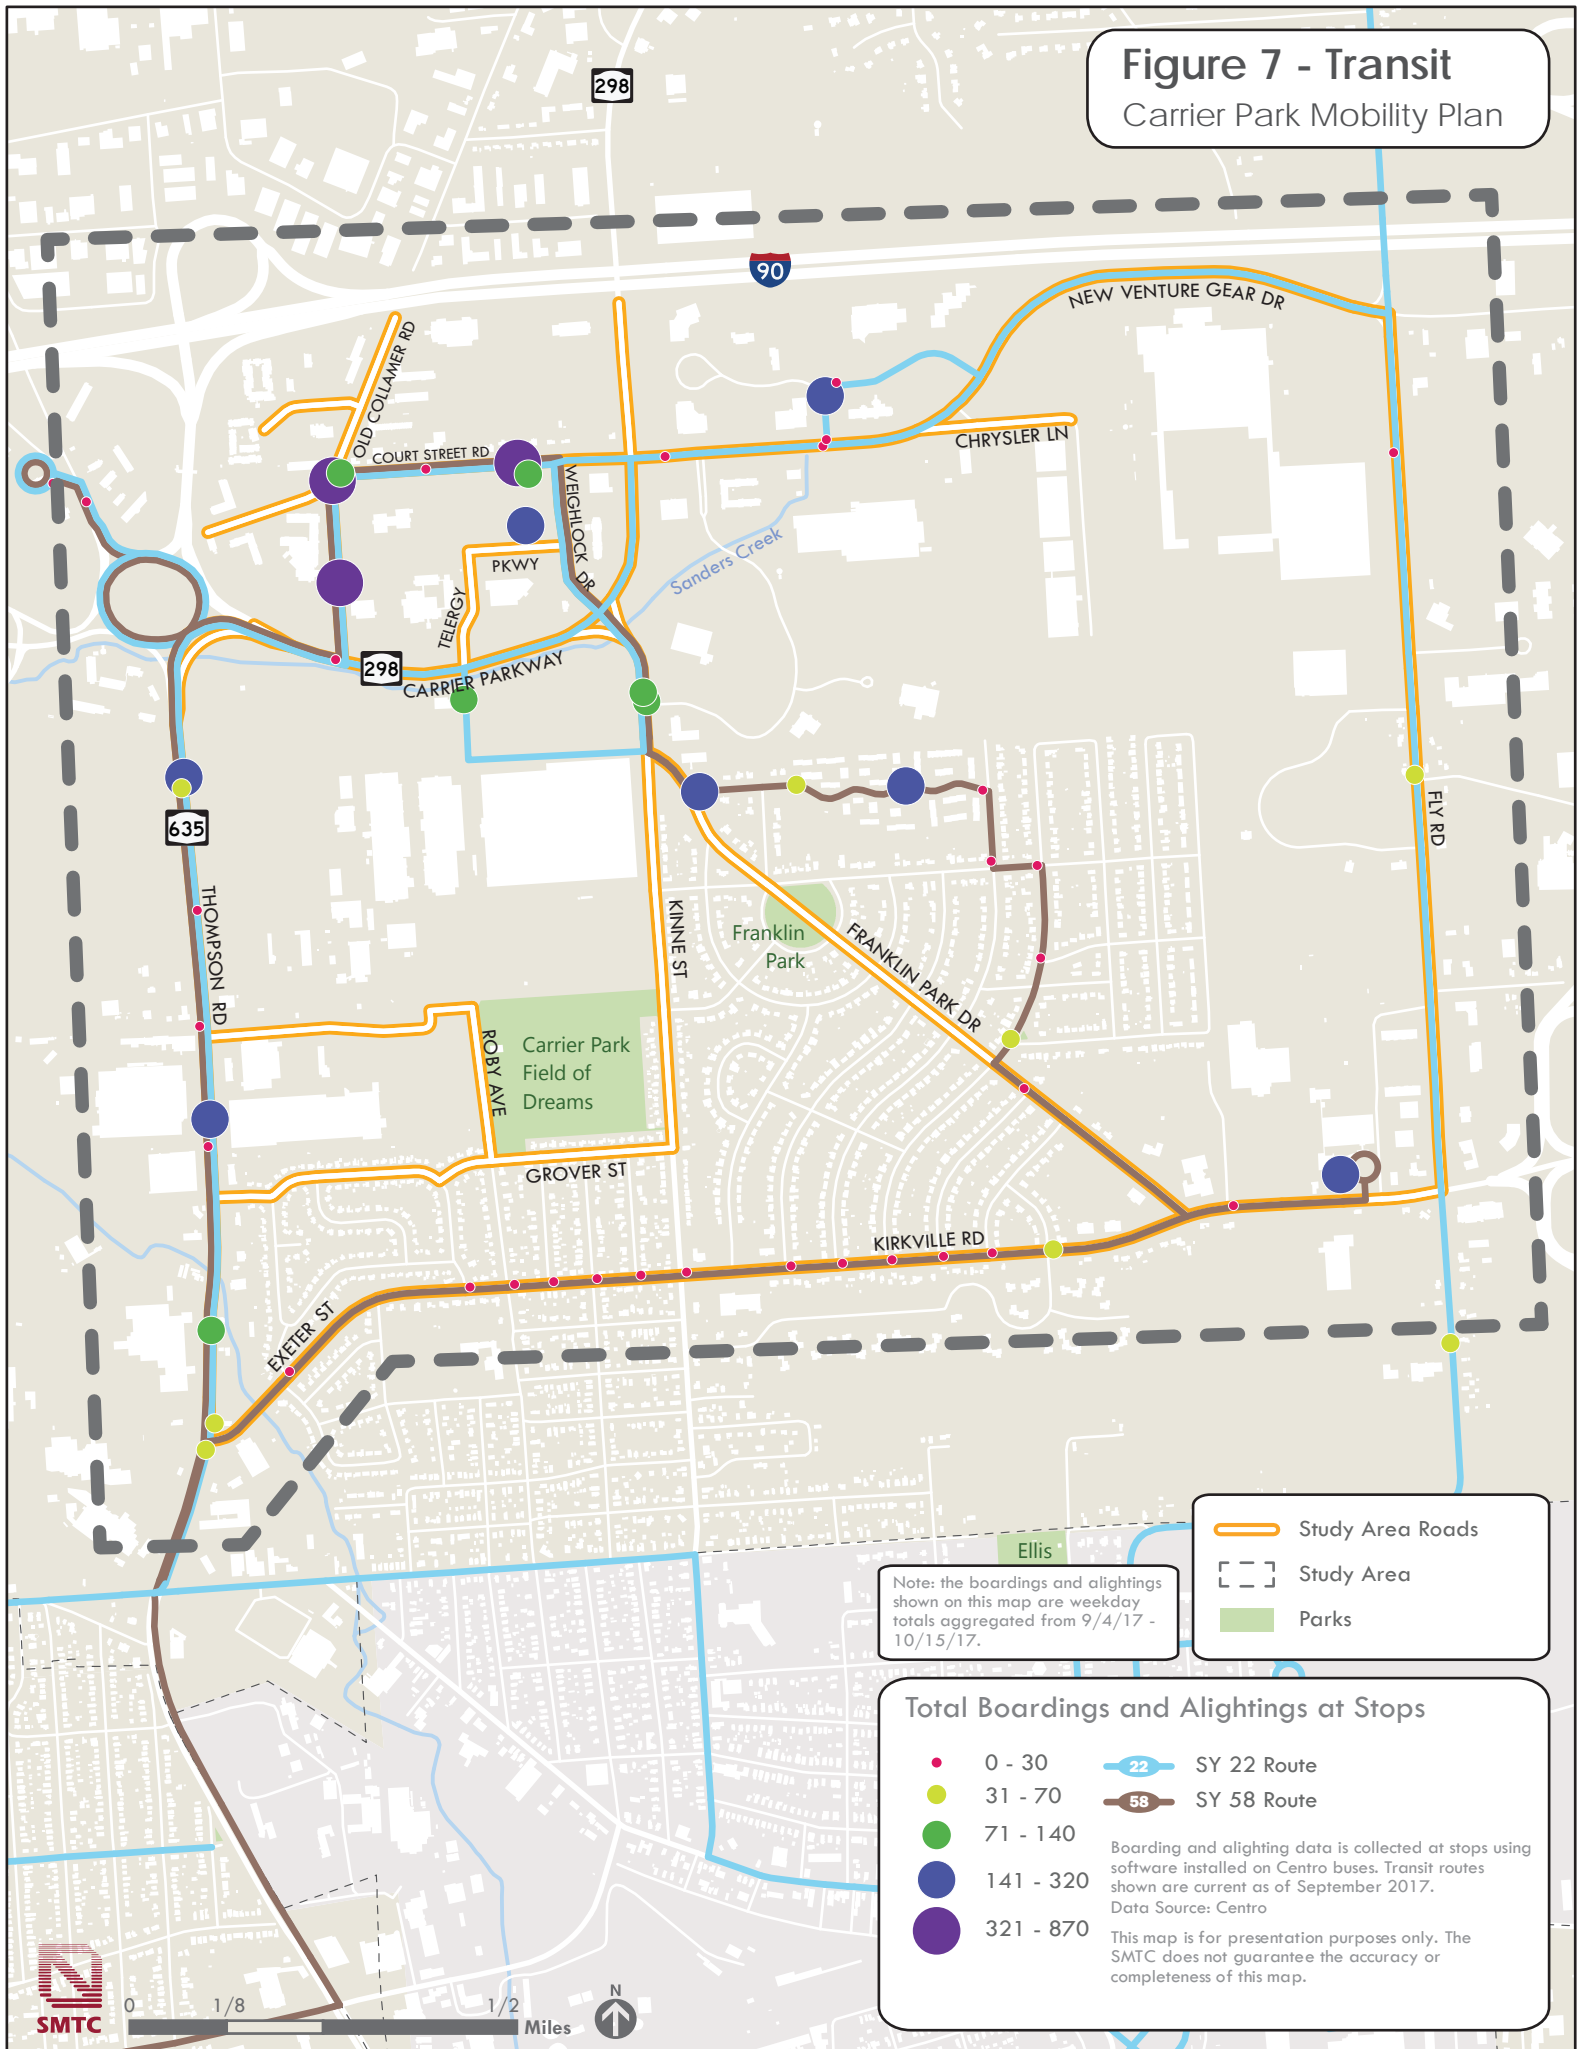 Figure 7 - Transit
Carrier Park Mobility Plan
298
90
NEW VENTURE GEAR DR
OLD COLLAMER RD
COURT STREET RD
CHRYSLER LN
WEIGHLOCK DR
PKWY
TELERGY
Sanders Creek
298
CARRIER PARKWAY
635
FLY RD
THOMPSON RD
KINNE ST
Franklin
Park
FRANKLIN PARK DR
ROBY AVE
Carrier Park
Field of
Dreams
GROVER ST
KIRKVILLE RD
EXETER ST
Ellis
Note: the boardings and alightings
shown on this map are weekday
totals aggregated from 9/4/17 -
10/15/17.
Study Area Roads
Study Area
Parks
Total Boardings and Alightings at Stops
0 - 30
31 - 70
71 - 140
141 - 320
321 - 870
22 SY 22 Route
58 SY 58 Route
Boarding and alighting data is collected at stops using
software installed on Centro buses. Transit routes
shown are current as of September 2017.
Data Source: Centro
This map is for presentation purposes only. The
SMTC does not guarantee the accuracy or
completeness of this map.
SMTC
0 1/8 1/2
Miles
N